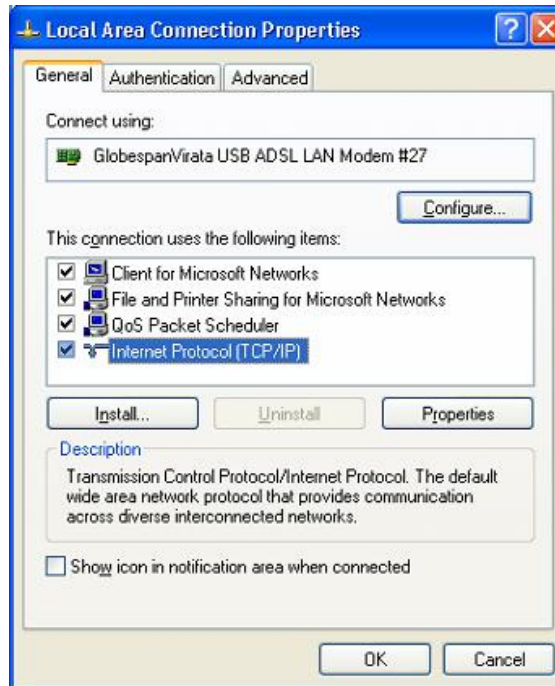 Local Area Connection Properties
General Authentication Advanced
Connect using:
GlobespanVirata USB ADSL LAN Modem #27
Configure...
This connection uses the following items:
Client for Microsoft Networks
File and Printer Sharing for Microsoft Networks
QoS Packet Scheduler
Internet Protocol (TCP/IP)
Install... Uninstall Properties
Description
Transmission Control Protocol/Internet Protocol. The default
wide area network protocol that provides communication
across diverse interconnected networks.
Show icon in notification area when connected
OK Cancel